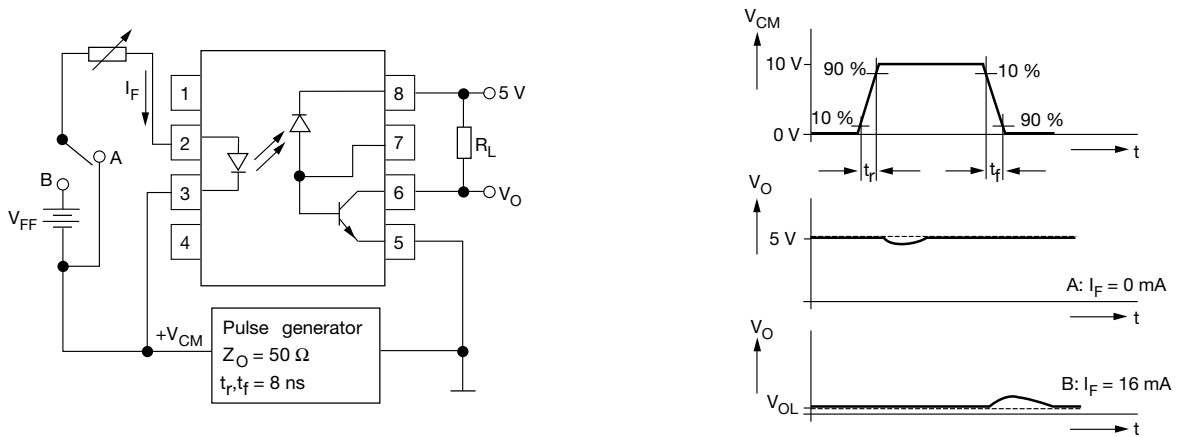 I_F
1
2
3
4
8
7
6
5
5 V
R_L
V_O
A
B
V_FF
+V_CM
Pulse generator
Z_O = 50 Ω
t_r,t_f = 8 ns
V_CM
10 V
90 %
10 %
10 %
90 %
0 V
t
t_r
t_f
V_O
5 V
A: I_F = 0 mA
t
V_O
B: I_F = 16 mA
V_OL
t